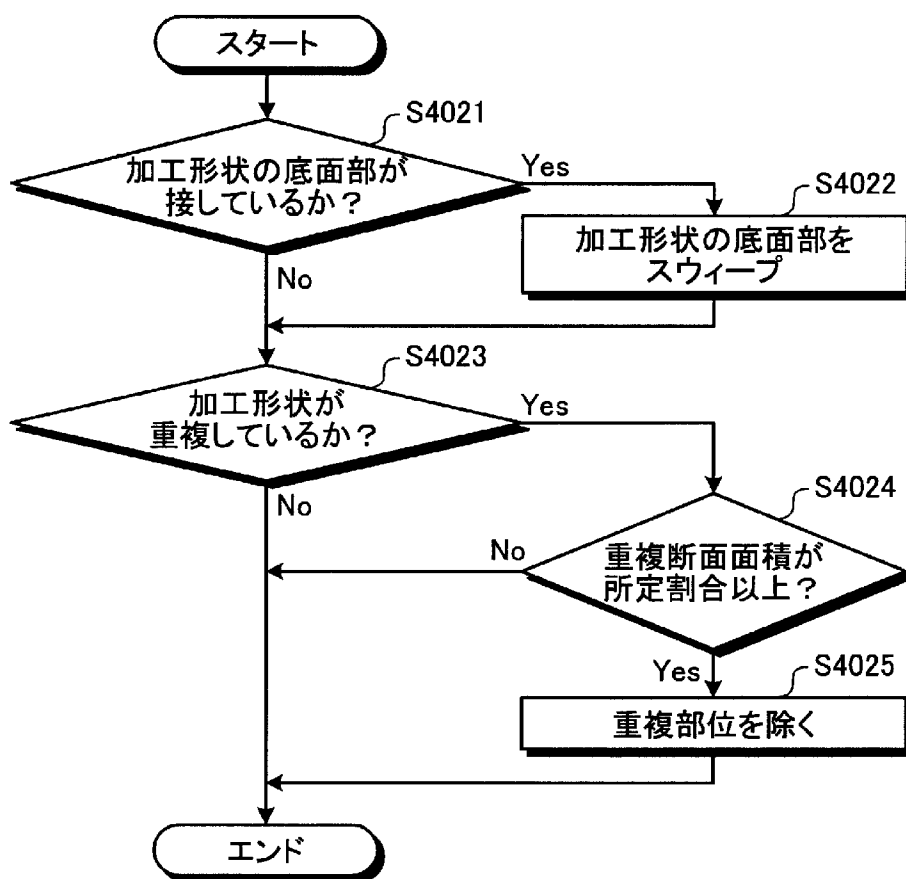 スタート
S4021
加工形状の底面部が
接しているか？
Yes
S4022
加工形状の底面部を
スウィープ
No
S4023
加工形状が
重複しているか？
Yes
No
S4024
重複断面面積が
所定割合以上？
No
Yes
S4025
重複部位を除く
エンド